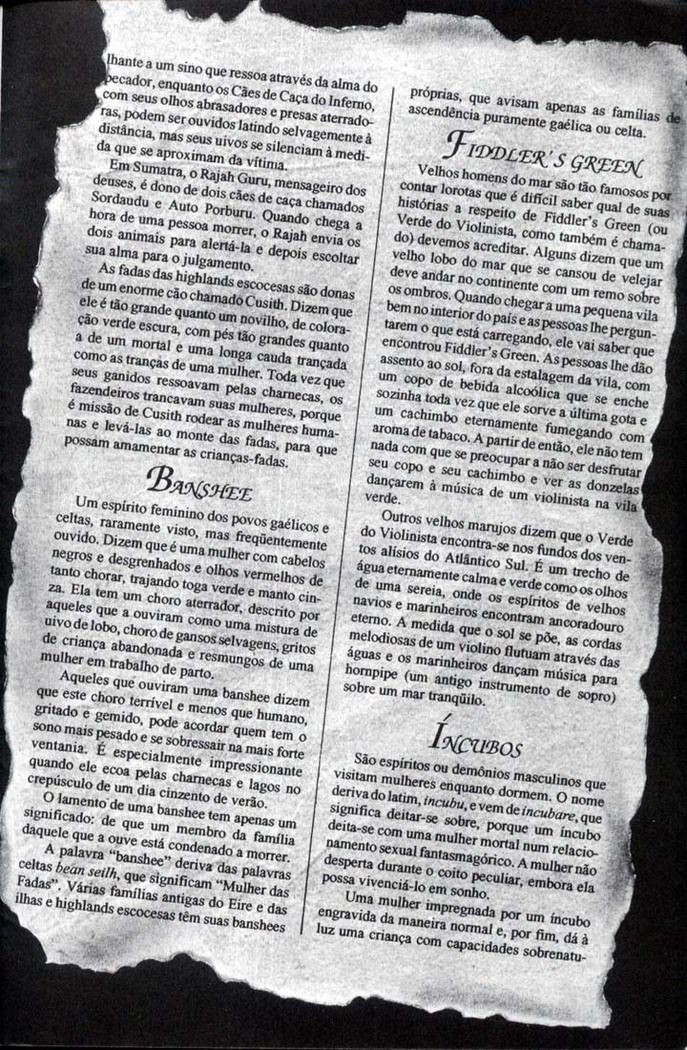 lhante a um sino que ressoa através da alma do
pecador, enquanto os Cães de Caça do Inferno,
com seus olhos abrasadores e presas aterrado-
ras, podem ser ouvidos latindo selvagemente à
distância, mas seus uivos se silenciam à medi-
da que se aproximam da vítima.
Em Sumatra, o Rajah Guru, mensageiro dos
deuses, é dono de dois cães de caça chamados
Sordaudu e Auto Porburu. Quando chega a
hora de uma pessoa morrer, o Rajah envia os
dois animais para alertá-la e depois escoltar
sua alma para o julgamento.
As fadas das highlands escocesas são donas
de um enorme cão chamado Cusith. Dizem que
ele é tão grande quanto um novilho, de colora-
ção verde escura, com pés tão grandes quanto
a de um mortal e uma longa cauda trançada
como as tranças de uma mulher. Toda vez que
seus ganidos ressoavam pelas charnecas, os
fazendeiros trancavam suas mulheres, porque
é missão de Cusith rodear as mulheres huma-
nas e levá-las ao monte das fadas, para que
possam amamentar as crianças-fadas.
BANSHEE
Um espírito feminino dos povos gaélicos e
celtas, raramente visto, mas freqüentemente
ouvido. Dizem que é uma mulher com cabelos
negros e desgrenhados e olhos vermelhos de
tanto chorar, trajando toga verde e manto cin-
za. Ela tem um choro aterrador, descrito por
aqueles que a ouviram como uma mistura de
uivo de lobo, choro de gansos selvagens, gritos
de criança abandonada e resmungos de uma
mulher em trabalho de parto.
Aqueles que ouviram uma banshee dizem
que este choro terrível e menos que humano,
gritado e gemido, pode acordar quem tem o
sono mais pesado e se sobressair na mais forte
ventania. É especialmente impressionante
quando ele ecoa pelas charnecas e lagos no
crepúsculo de um dia cinzento de verão.
O lamento de uma banshee tem apenas um
significado: de que um membro da família
daquele que a ouve está condenado a morrer.
A palavra "banshee" deriva das palavras
celtas bean seilh, que significam "Mulher das
Fadas". Várias famílias antigas do Eire e das
ilhas e highlands escocesas têm suas banshees
próprias, que avisam apenas as famílias de
ascendência puramente gaélica ou celta.
FIDDLER'S GREEN
Velhos homens do mar são tão famosos por
contar lorotas que é difícil saber qual de suas
histórias a respeito de Fiddler's Green (ou
Verde do Violinista, como também é chama-
do) devemos acreditar. Alguns dizem que um
velho lobo do mar que se cansou de velejar
deve andar no continente com um remo sobre
os ombros. Quando chegar a uma pequena vila
bem no interior do país e as pessoas lhe pergun-
tarem o que está carregando, ele vai saber que
encontrou Fiddler's Green. As pessoas lhe dão
assento ao sol, fora da estalagem da vila, com
um copo de bebida alcoólica que se enche
sozinha toda vez que ele sorve a última gota e
um cachimbo eternamente fumegando com
aroma de tabaco. A partir de então, ele não tem
nada com que se preocupar a não ser desfrutar
seu copo e seu cachimbo e ver as donzelas
dançarem à música de um violinista na vila
verde.
Outros velhos marujos dizem que o Verde
do Violinista encontra-se nos fundos dos ven-
tos alísios do Atlântico Sul. É um trecho de
água eternamente calma e verde como os olhos
de uma sereia, onde os espíritos de velhos
navios e marinheiros encontram ancoradouro
eterno. A medida que o sol se põe, as cordas
melodiosas de um violino flutuam através das
águas e os marinheiros dançam música para
hornpipe (um antigo instrumento de sopro)
sobre um mar tranqüilo.
ÍNCUBOS
São espíritos ou demônios masculinos que
visitam mulheres enquanto dormem. O nome
deriva do latim, incubu, e vem de incubare, que
significa deitar-se sobre, porque um íncubo
deita-se com uma mulher mortal num relacio-
namento sexual fantasmagórico. A mulher não
desperta durante o coito peculiar, embora ela
possa vivenciá-lo em sonho.
Uma mulher impregnada por um íncubo
engravida da maneira normal e, por fim, dá à
luz uma criança com capacidades sobrenatu-